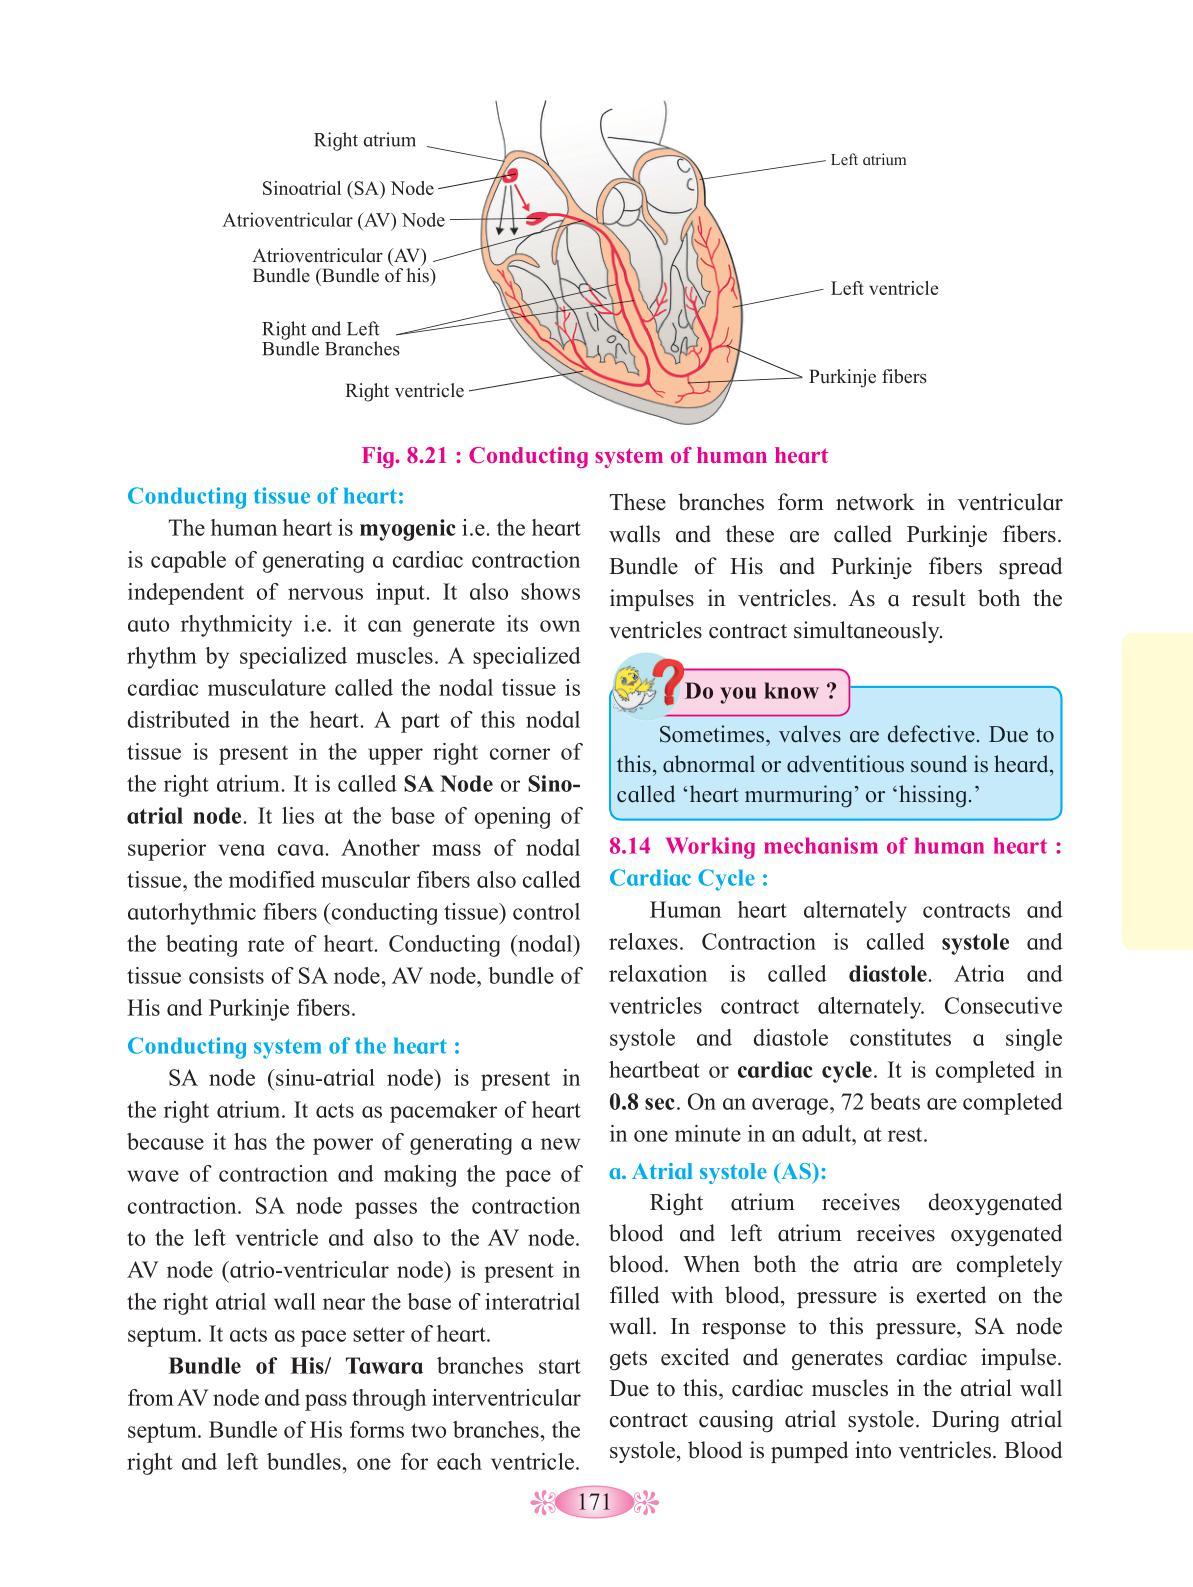 Right atrium
Left atrium
Sinoatrial (SA) Node
Atrioventricular (AV) Node
Atrioventricular (AV)
Bundle (Bundle of his)
Left ventricle
Right and Left
Bundle Branches
Right ventricle
Purkinje fibers
Fig. 8.21 : Conducting system of human heart
Conducting tissue of heart:
The human heart is myogenic i.e. the heart
is capable of generating a cardiac contraction
independent of nervous input. It also shows
auto rhythmicity i.e. it can generate its own
rhythm by specialized muscles. A specialized
cardiac musculature called the nodal tissue is
distributed in the heart. A part of this nodal
tissue is present in the upper right corner of
the right atrium. It is called SA Node or Sino-
atrial node. It lies at the base of opening of
superior vena cava. Another mass of nodal
tissue, the modified muscular fibers also called
autorhythmic fibers (conducting tissue) control
the beating rate of heart. Conducting (nodal)
tissue consists of SA node, AV node, bundle of
His and Purkinje fibers.
Conducting system of the heart :
SA node (sinu-atrial node) is present in
the right atrium. It acts as pacemaker of heart
because it has the power of generating a new
wave of contraction and making the pace of
contraction. SA node passes the contraction
to the left ventricle and also to the AV node.
AV node (atrio-ventricular node) is present in
the right atrial wall near the base of interatrial
septum. It acts as pace setter of heart.
Bundle of His/ Tawara branches start
from AV node and pass through interventricular
septum. Bundle of His forms two branches, the
right and left bundles, one for each ventricle.
These branches form network in ventricular
walls and these are called Purkinje fibers.
Bundle of His and Purkinje fibers spread
impulses in ventricles. As a result both the
ventricles contract simultaneously.
Do you know ?
Sometimes, valves are defective. Due to
this, abnormal or adventitious sound is heard,
called ‘heart murmuring’ or ‘hissing.’
8.14 Working mechanism of human heart :
Cardiac Cycle :
Human heart alternately contracts and
relaxes. Contraction is called systole and
relaxation is called diastole. Atria and
ventricles contract alternately. Consecutive
systole and diastole constitutes a single
heartbeat or cardiac cycle. It is completed in
0.8 sec. On an average, 72 beats are completed
in one minute in an adult, at rest.
a. Atrial systole (AS):
Right atrium receives deoxygenated
blood and left atrium receives oxygenated
blood. When both the atria are completely
filled with blood, pressure is exerted on the
wall. In response to this pressure, SA node
gets excited and generates cardiac impulse.
Due to this, cardiac muscles in the atrial wall
contract causing atrial systole. During atrial
systole, blood is pumped into ventricles. Blood
171